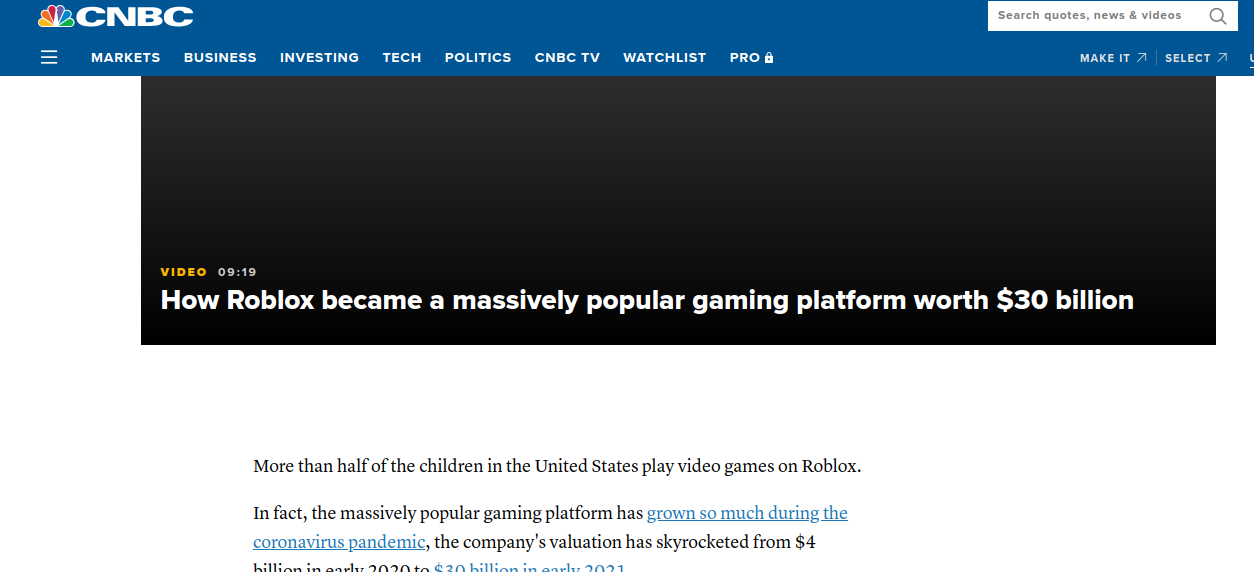 CNBC
Search quotes, news & videos
MARKETS BUSINESS INVESTING TECH POLITICS CNBC TV WATCHLIST PRO
MAKE IT SELECT
VIDEO 09:19
How Roblox became a massively popular gaming platform worth $30 billion
More than half of the children in the United States play video games on Roblox.
In fact, the massively popular gaming platform has grown so much during the
coronavirus pandemic, the company's valuation has skyrocketed from $4
billion in early 2020 to $30 billion in early 2021